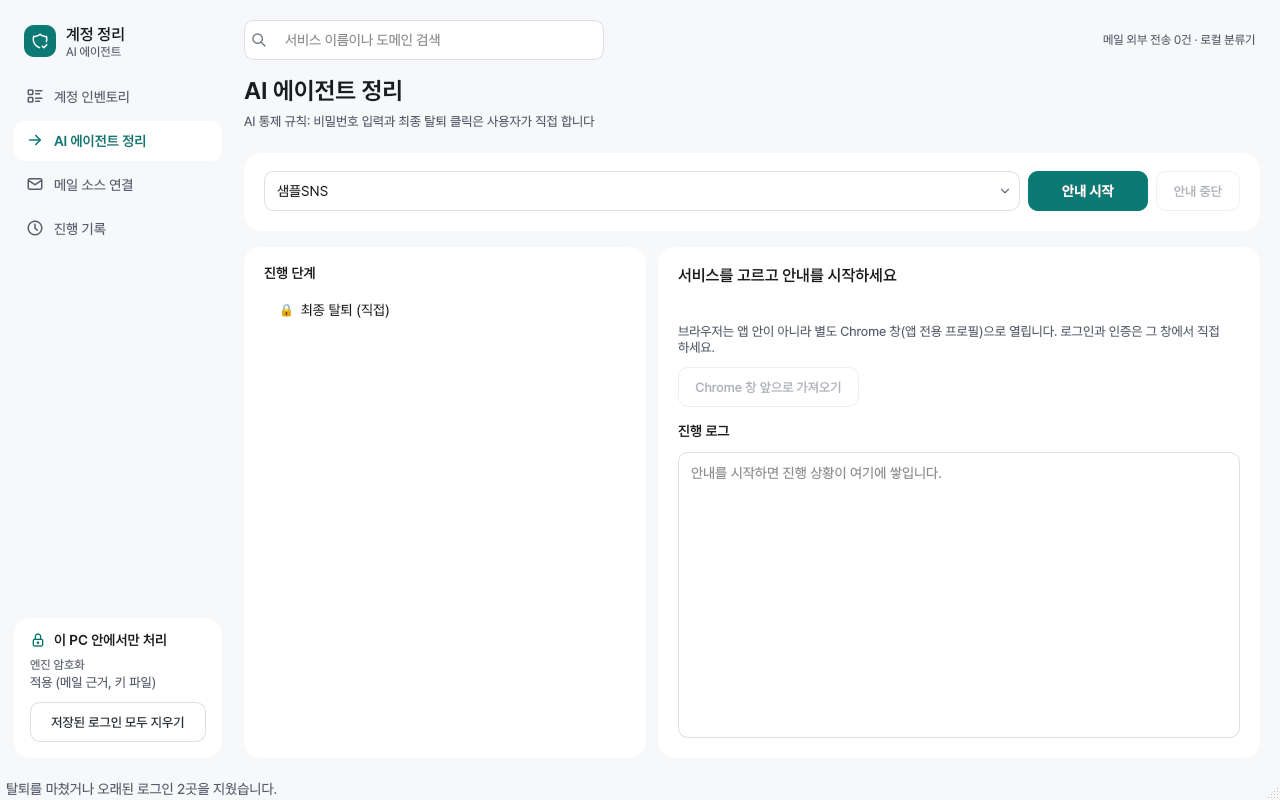 계정 정리
AI 에이전트
서비스 이름이나 도메인 검색
메일 외부 전송 0건 · 로컬 분류기
계정 인벤토리
AI 에이전트 정리
메일 소스 연결
진행 기록
AI 에이전트 정리
AI 통제 규칙: 비밀번호 입력과 최종 탈퇴 클릭은 사용자가 직접 합니다
샘플SNS
안내 시작
안내 중단
진행 단계
🔒 최종 탈퇴 (직접)
서비스를 고르고 안내를 시작하세요
브라우저는 앱 안이 아니라 별도 Chrome 창(앱 전용 프로필)으로 열립니다. 로그인과 인증은 그 창에서 직접
하세요.
Chrome 창 앞으로 가져오기
진행 로그
안내를 시작하면 진행 상황이 여기에 쌓입니다.
이 PC 안에서만 처리
엔진 암호화
적용 (메일 근거, 키 파일)
저장된 로그인 모두 지우기
탈퇴를 마쳤거나 오래된 로그인 2곳을 지웠습니다.